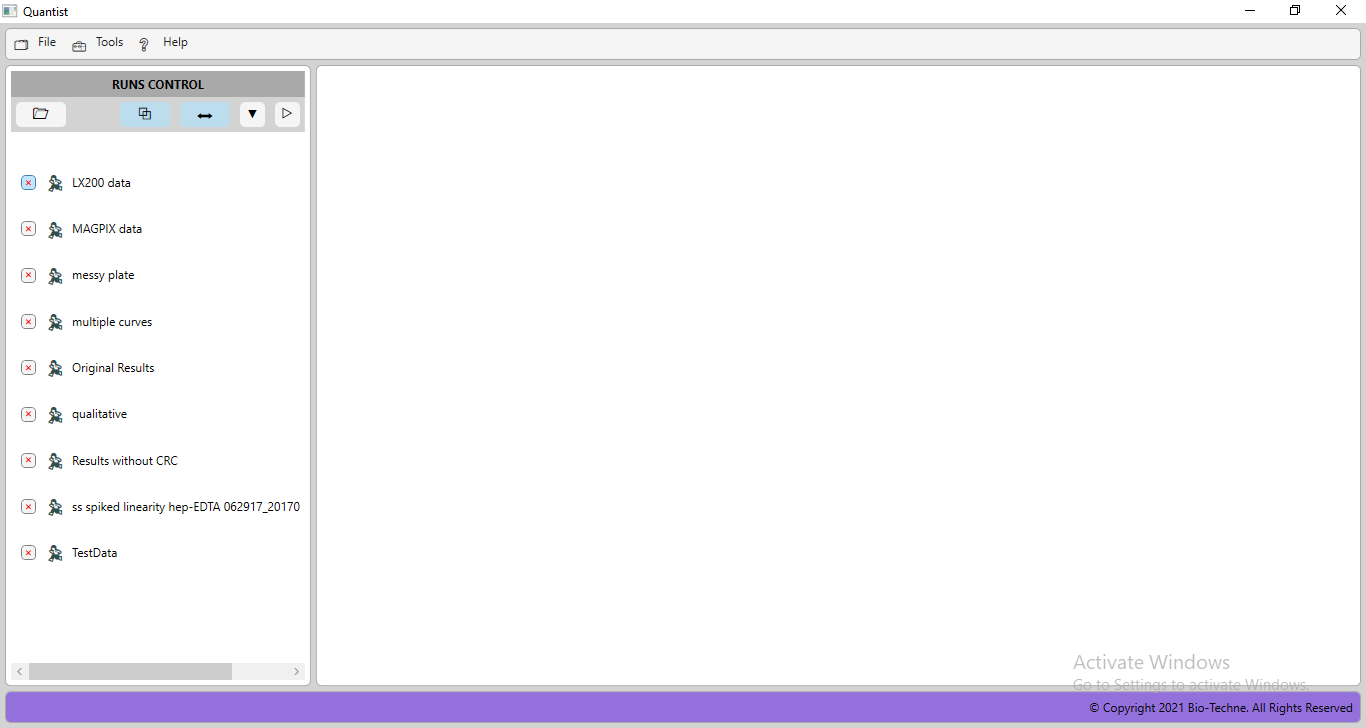 Quantist
File Tools Help
RUNS CONTROL
LX200 data
MAGPIX data
messy plate
multiple curves
Original Results
qualitative
Results without CRC
ss spiked linearity hep-EDTA 062917_20170
TestData
Activate Windows
Go to Settings to activate Windows.
© Copyright 2021 Bio-Techne. All Rights Reserved